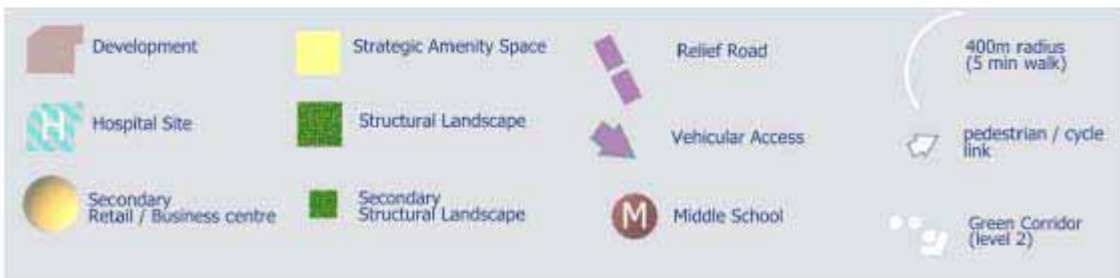 Development
Hospital Site
H
Secondary
Retail / Business centre
Strategic Amenity Space
Structural Landscape
Secondary
Structural Landscape
Relief Road
Vehicular Access
M
Middle School
400m radius
(5 min walk)
pedestrian / cycle
link
Green Corridor
(level 2)